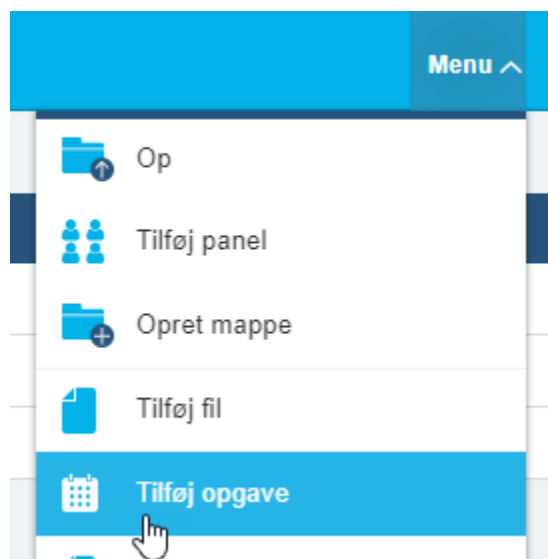 Menu
Op
Tilføj panel
Opret mappe
Tilføj fil
Tilføj opgave